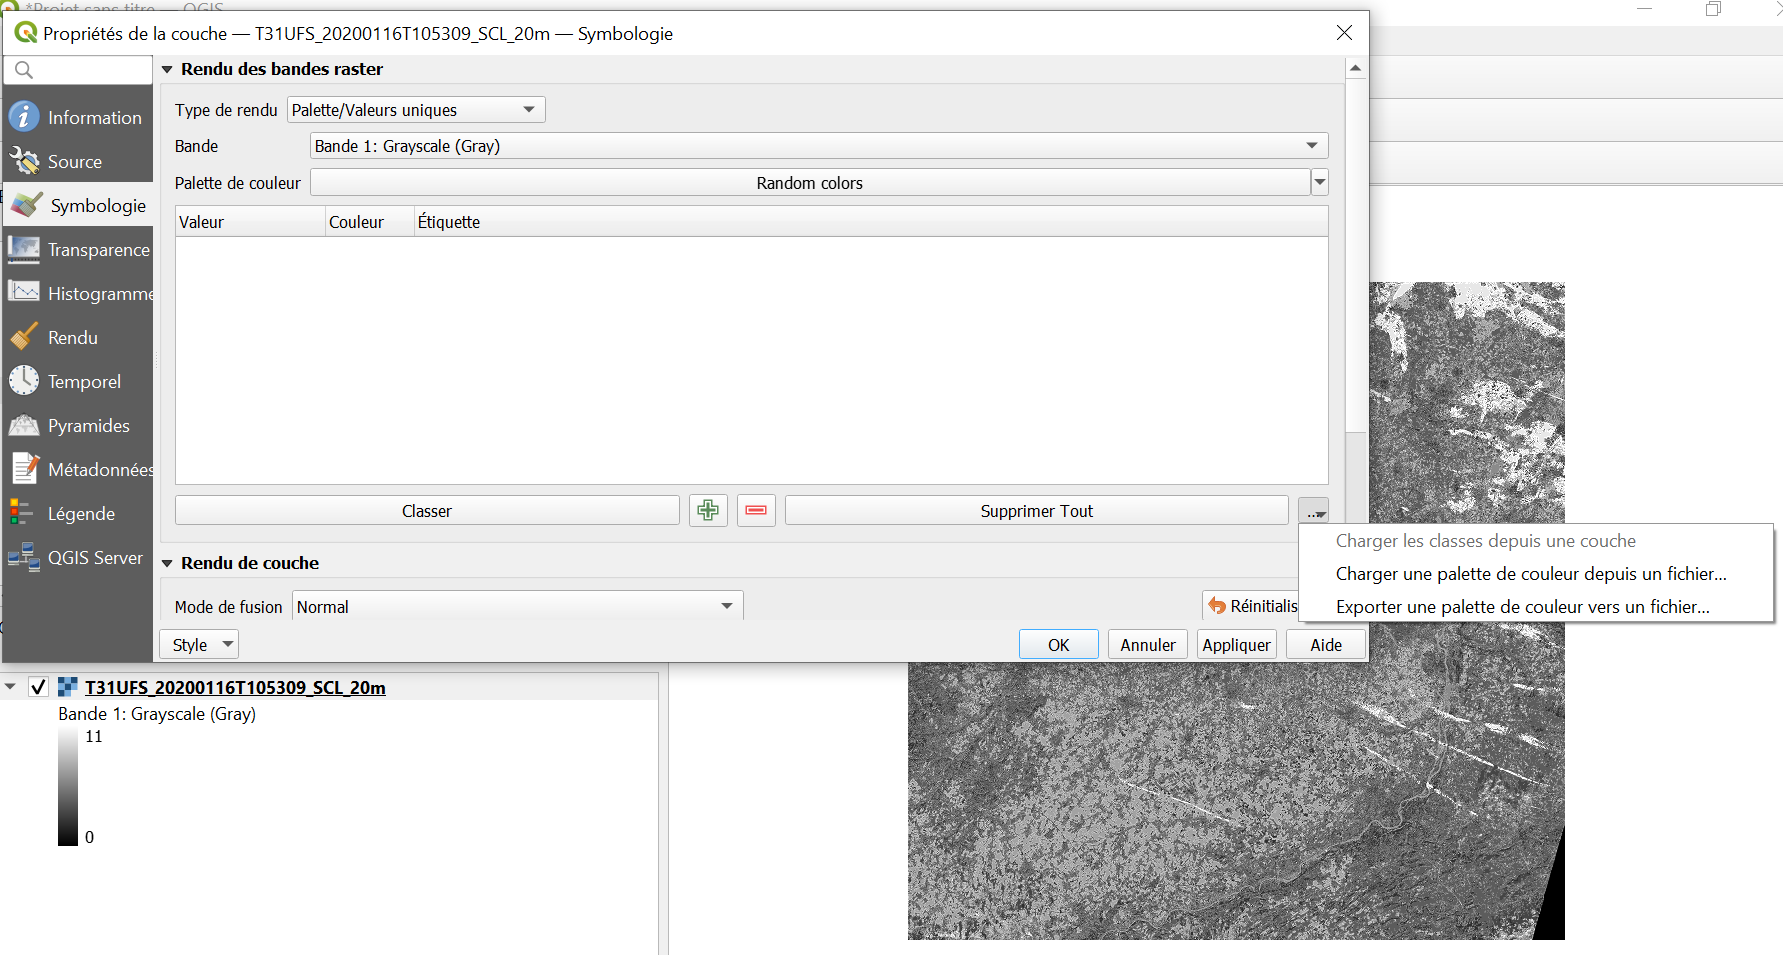 *Projet sans titre — QGIS
Propriétés de la couche — T31UFS_20200116T105309_SCL_20m — Symbologie
Information
Source
Symbologie
Transparence
Histogramme
Rendu
Temporel
Pyramides
Métadonnées
Légende
QGIS Server
Rendu des bandes raster
Type de rendu Palette/Valeurs uniques
Bande Bande 1: Grayscale (Gray)
Palette de couleur Random colors
Valeur Couleur Étiquette
Classer Supprimer Tout ...
Charger les classes depuis une couche
Charger une palette de couleur depuis un fichier...
Exporter une palette de couleur vers un fichier...
Rendu de couche
Mode de fusion Normal Réinitialis
Style OK Annuler Appliquer Aide
T31UFS_20200116T105309_SCL_20m
Bande 1: Grayscale (Gray)
11
0